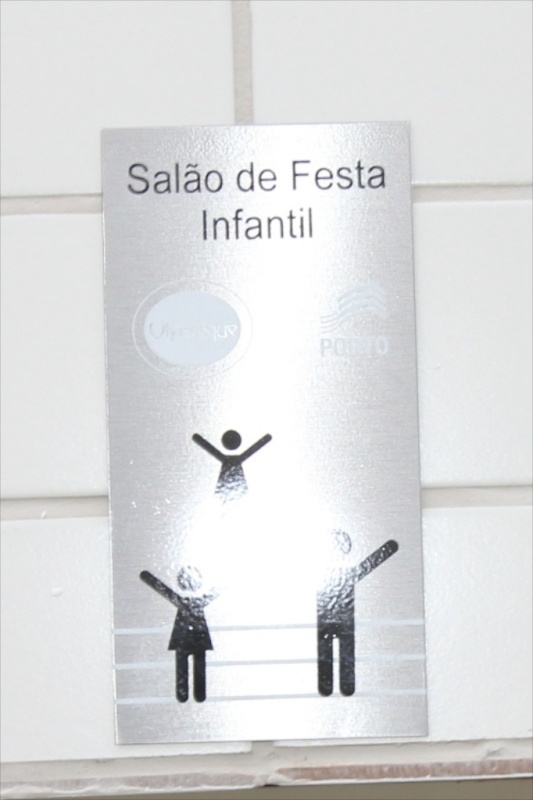 Salão de Festa
Infantil